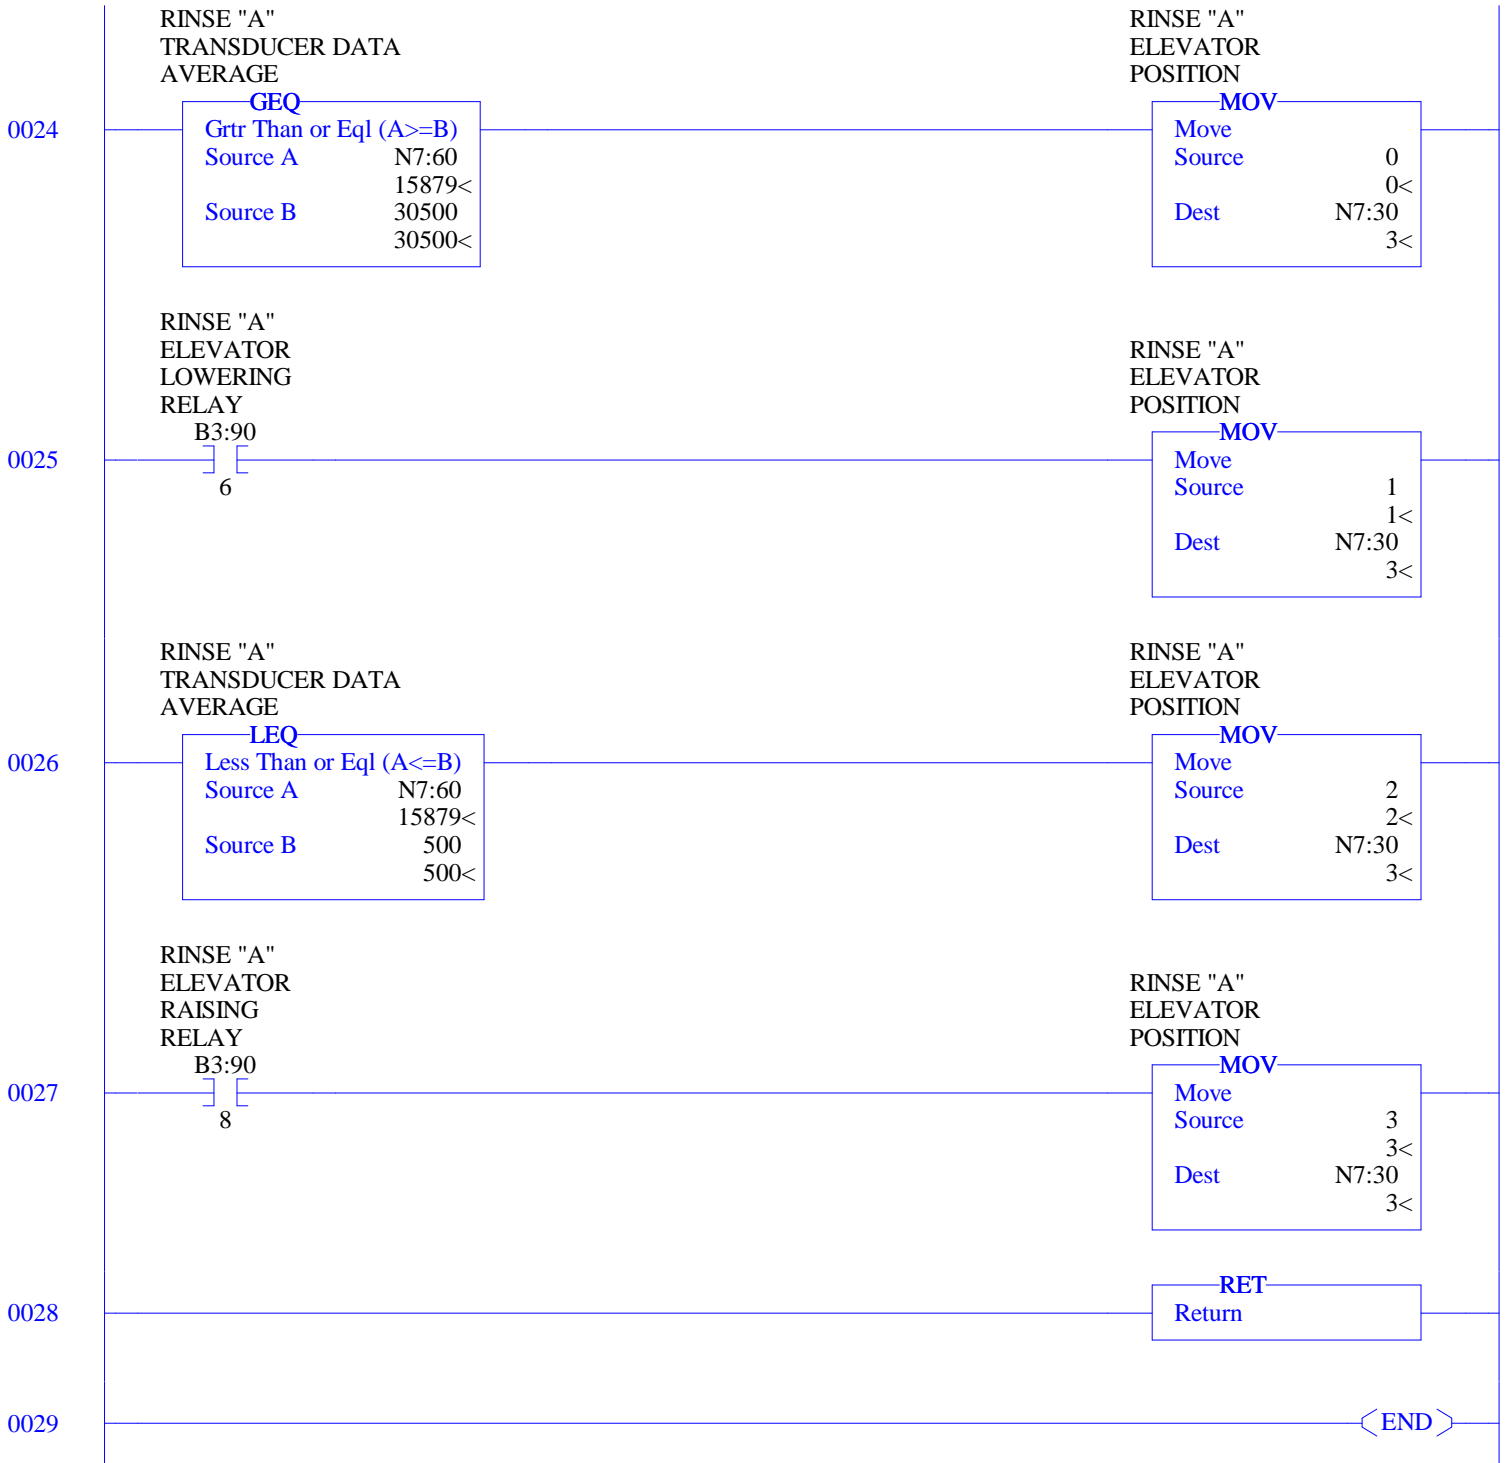 RINSE "A"
TRANSDUCER DATA
AVERAGE
RINSE "A"
ELEVATOR
POSITION
GEQ
MOV
0024
Grtr Than or Eql (A>=B)
Move
Source A N7:60
Source 0
15879<
0<
Source B 30500
Dest N7:30
30500<
3<
RINSE "A"
ELEVATOR
LOWERING
RELAY
RINSE "A"
ELEVATOR
POSITION
B3:90
MOV
0025
Move
6
Source 1
1<
Dest N7:30
3<
RINSE "A"
TRANSDUCER DATA
AVERAGE
RINSE "A"
ELEVATOR
POSITION
LEQ
MOV
0026
Less Than or Eql (A<=B)
Move
Source A N7:60
Source 2
15879<
2<
Source B 500
Dest N7:30
500<
3<
RINSE "A"
ELEVATOR
RAISING
RELAY
RINSE "A"
ELEVATOR
POSITION
B3:90
MOV
0027
Move
8
Source 3
3<
Dest N7:30
3<
RET
0028
Return
0029
END